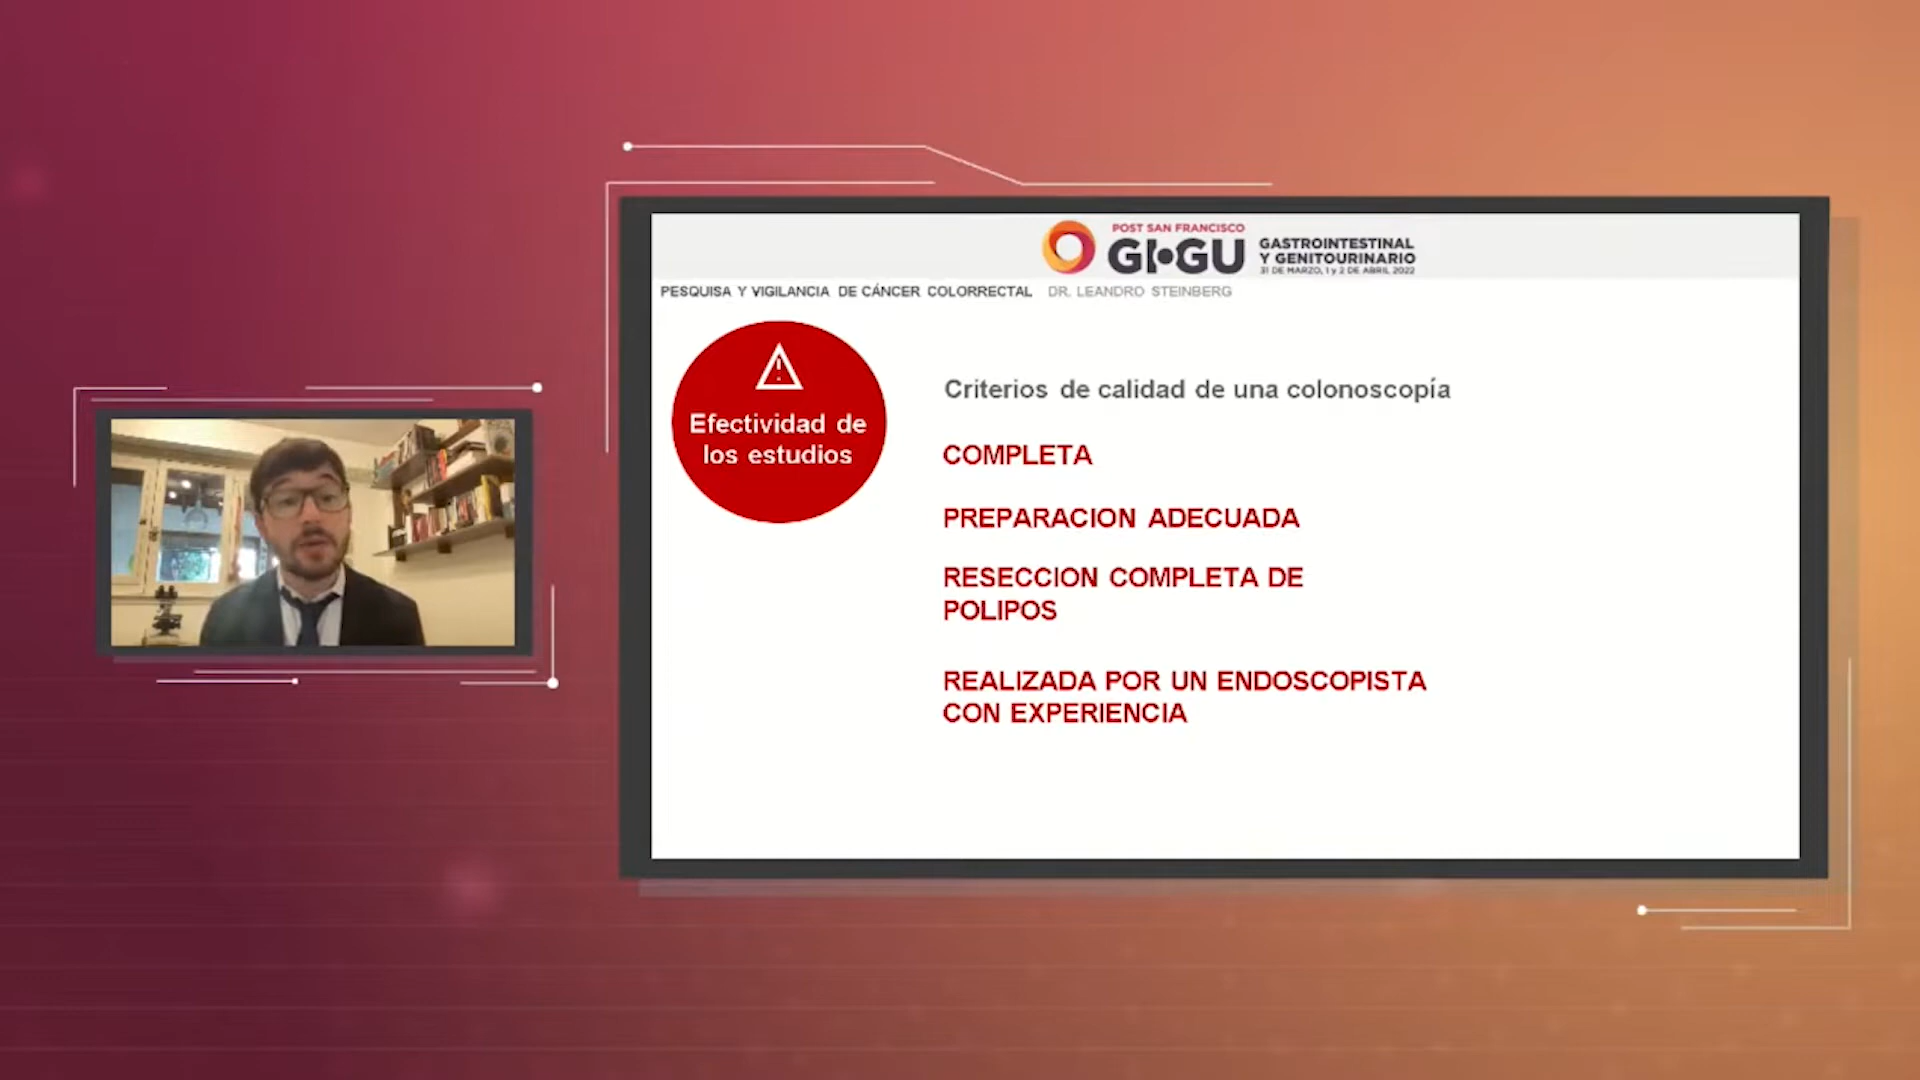 POST SAN FRANCISCO
GI•GU
GASTROINTESTINAL
Y GENITOURINARIO
31 DE MARZO, 1 y 2 DE ABRIL 2022
PESQUISA Y VIGILANCIA DE CÁNCER COLORRECTAL DR. LEANDRO STEINBERG
Efectividad de
los estudios
Criterios de calidad de una colonoscopía
COMPLETA
PREPARACION ADECUADA
RESECCION COMPLETA DE
POLIPOS
REALIZADA POR UN ENDOSCOPISTA
CON EXPERIENCIA